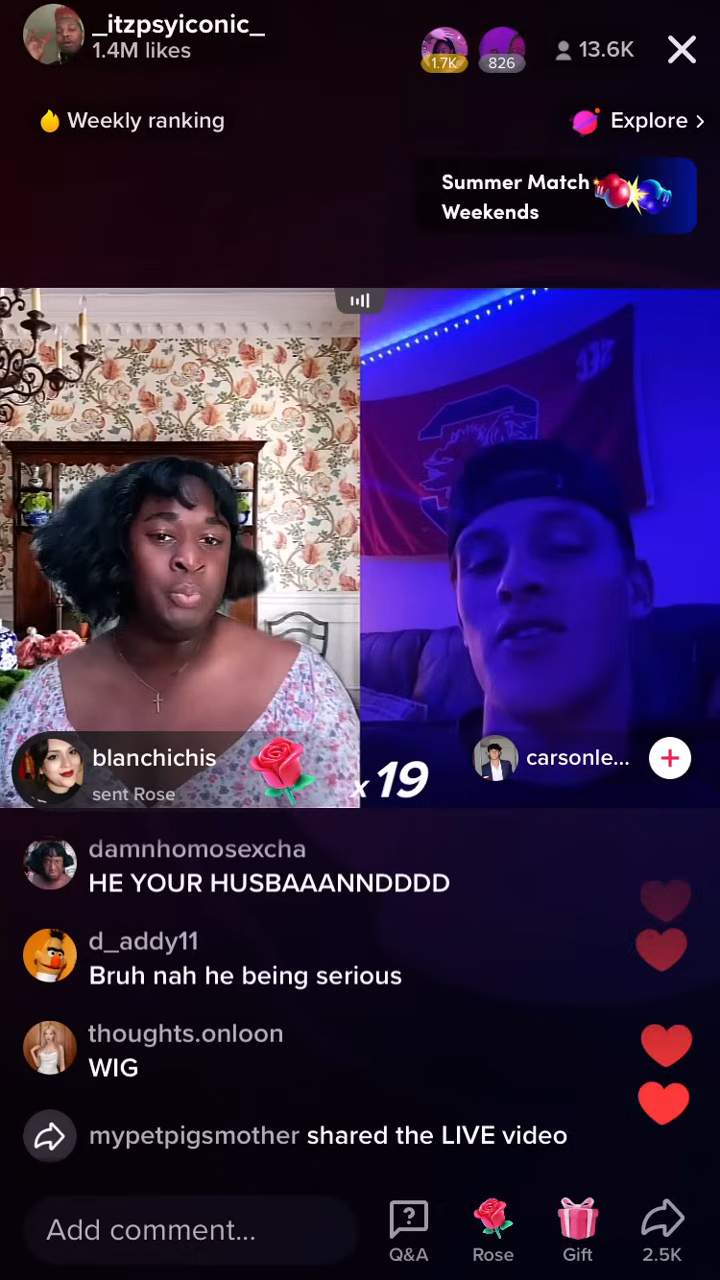 _itzpsyiconic_
1.4M likes
1.7K
826
13.6K
Weekly ranking
Explore >
Summer Match
Weekends
blanchichis
sent Rose
x 19
carsonle...
damnhomosexcha
HE YOUR HUSBAAANNDDDD
d_addy11
Bruh nah he being serious
thoughts.onloon
WIG
mypetpigsmother shared the LIVE video
Add comment...
Q&A
Rose
Gift
2.5K